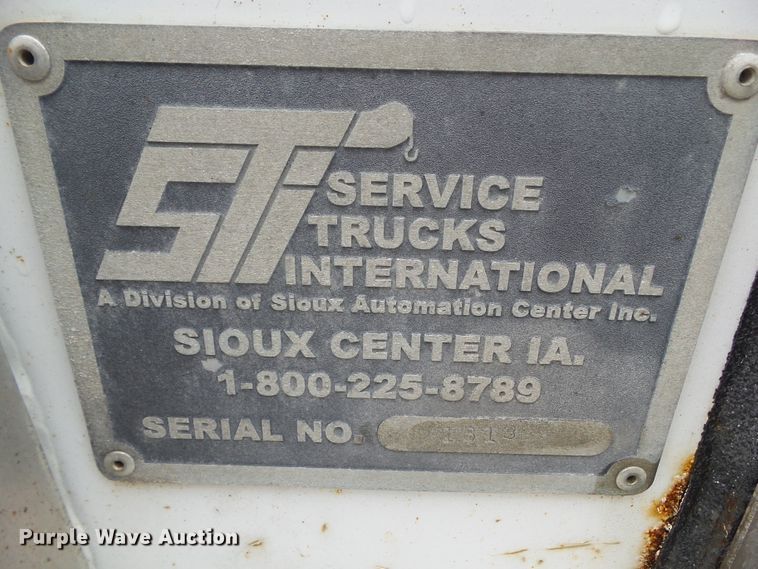 STi
SERVICE
TRUCKS
INTERNATIONAL
A Division of Sioux Automation Center Inc.
SIOUX CENTER IA.
1-800-225-8789
SERIAL NO.
Purple Wave Auction